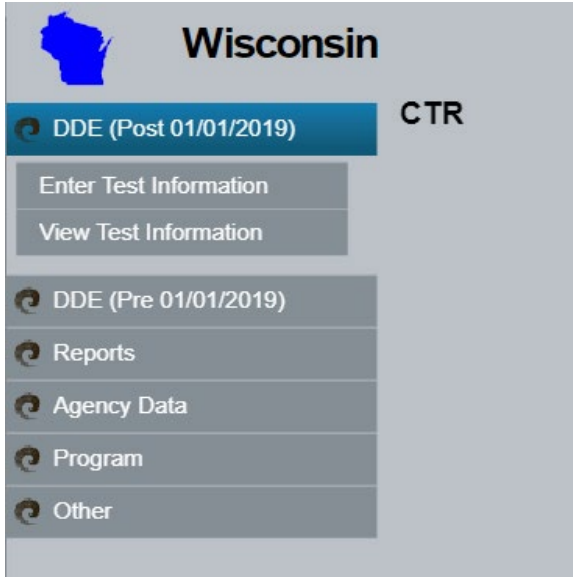 Wisconsin
CTR
DDE (Post 01/01/2019)
Enter Test Information
View Test Information
DDE (Pre 01/01/2019)
Reports
Agency Data
Program
Other